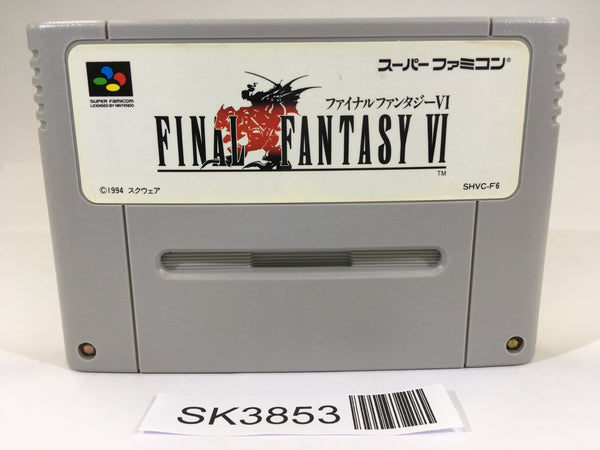 スーパーファミコン®
SUPER FAMICOM
LICENSED BY NINTENDO
ファイナルファンタジーVI
FINAL FANTASY VI
TM
©1994 スクウェア
SHVC-F6
SK3853